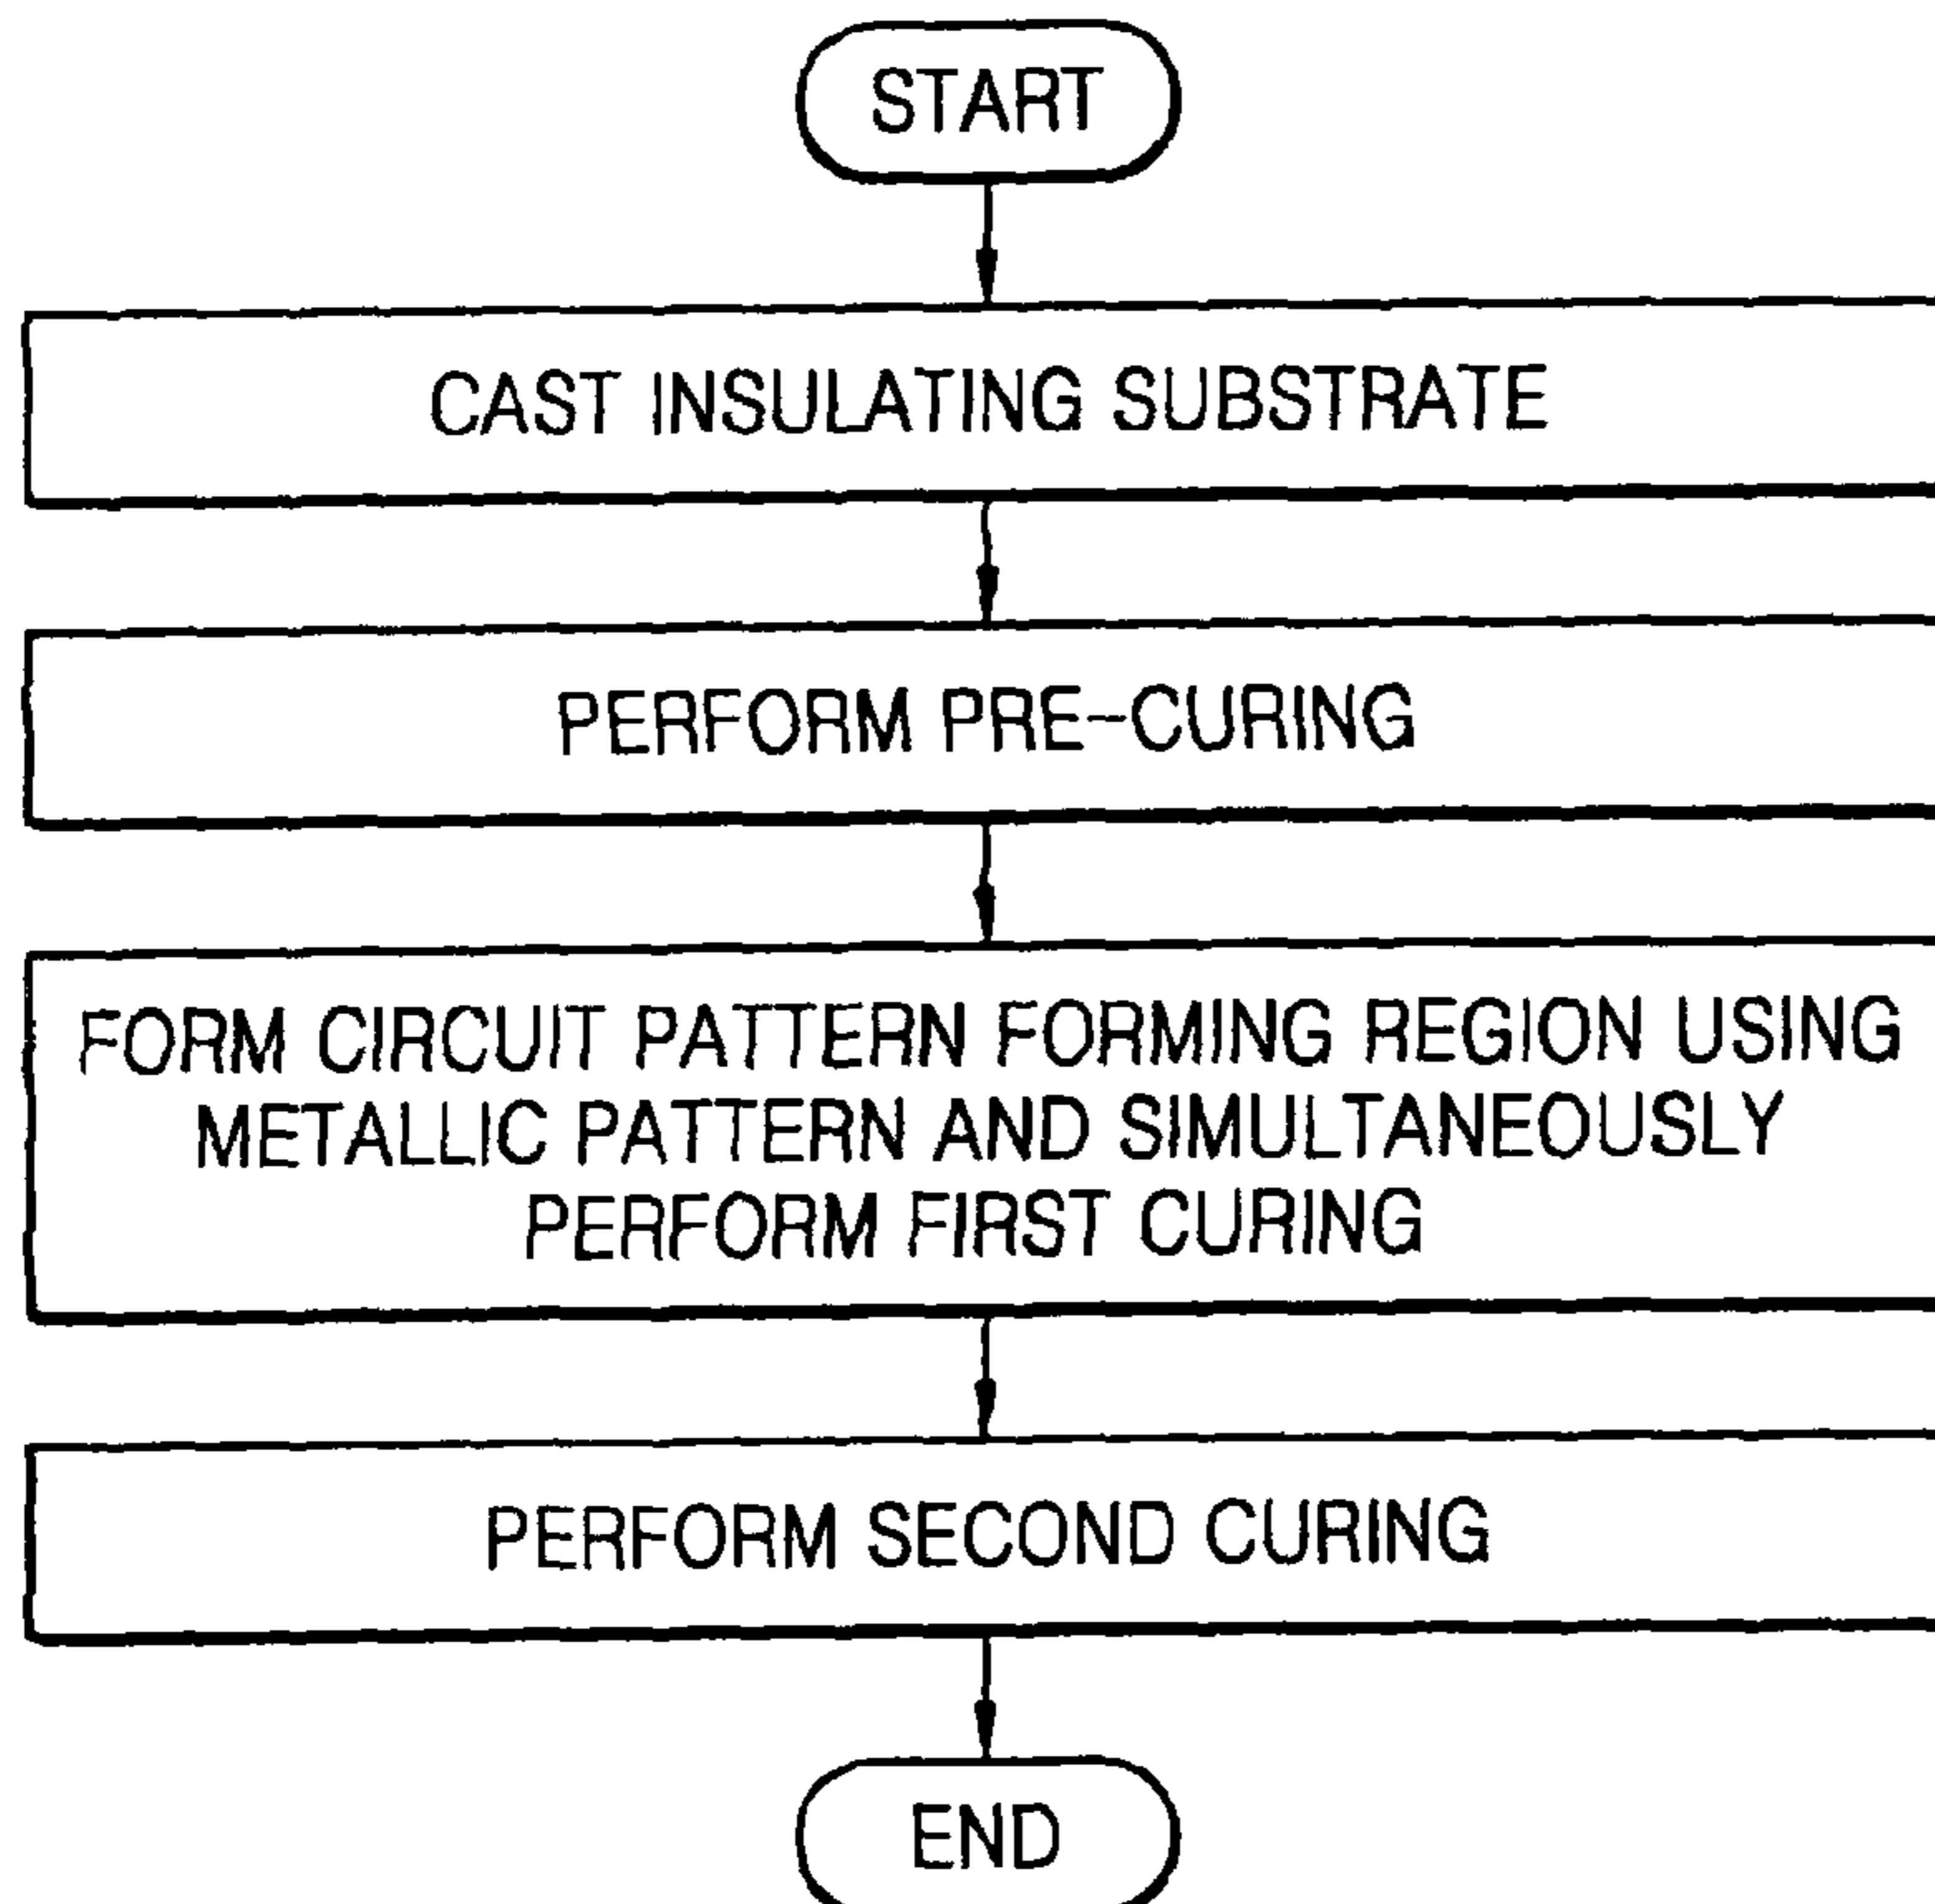 START
CAST INSULATING SUBSTRATE
PERFORM PRE-CURING
FORM CIRCUIT PATTERN FORMING REGION USING
METALLIC PATTERN AND SIMULTANEOUSLY
PERFORM FIRST CURING
PERFORM SECOND CURING
END